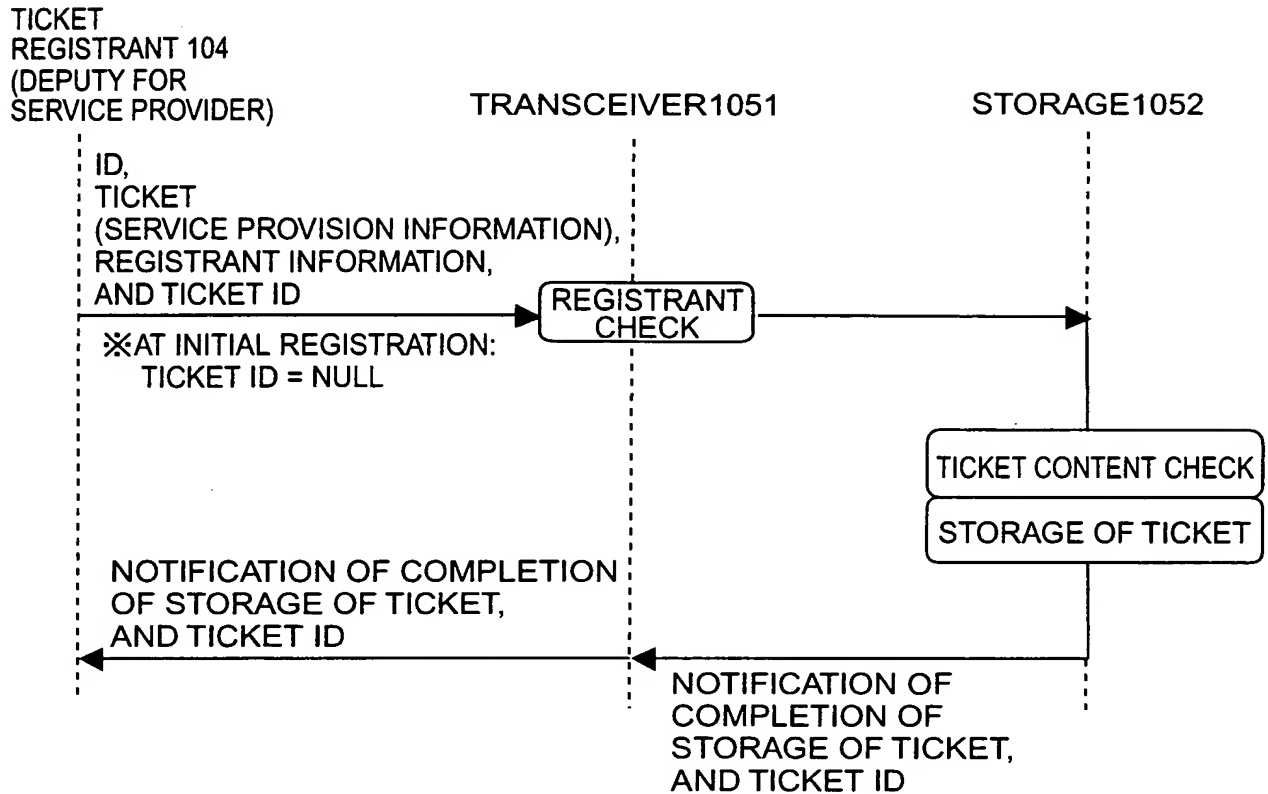 TICKET
REGISTRANT 104
(DEPUTY FOR
SERVICE PROVIDER)
TRANSCEIVER1051
STORAGE1052
ID,
TICKET
(SERVICE PROVISION INFORMATION),
REGISTRANT INFORMATION,
AND TICKET ID
REGISTRANT
CHECK
※AT INITIAL REGISTRATION:
TICKET ID = NULL
TICKET CONTENT CHECK
STORAGE OF TICKET
NOTIFICATION OF COMPLETION
OF STORAGE OF TICKET,
AND TICKET ID
NOTIFICATION OF
COMPLETION OF
STORAGE OF TICKET,
AND TICKET ID